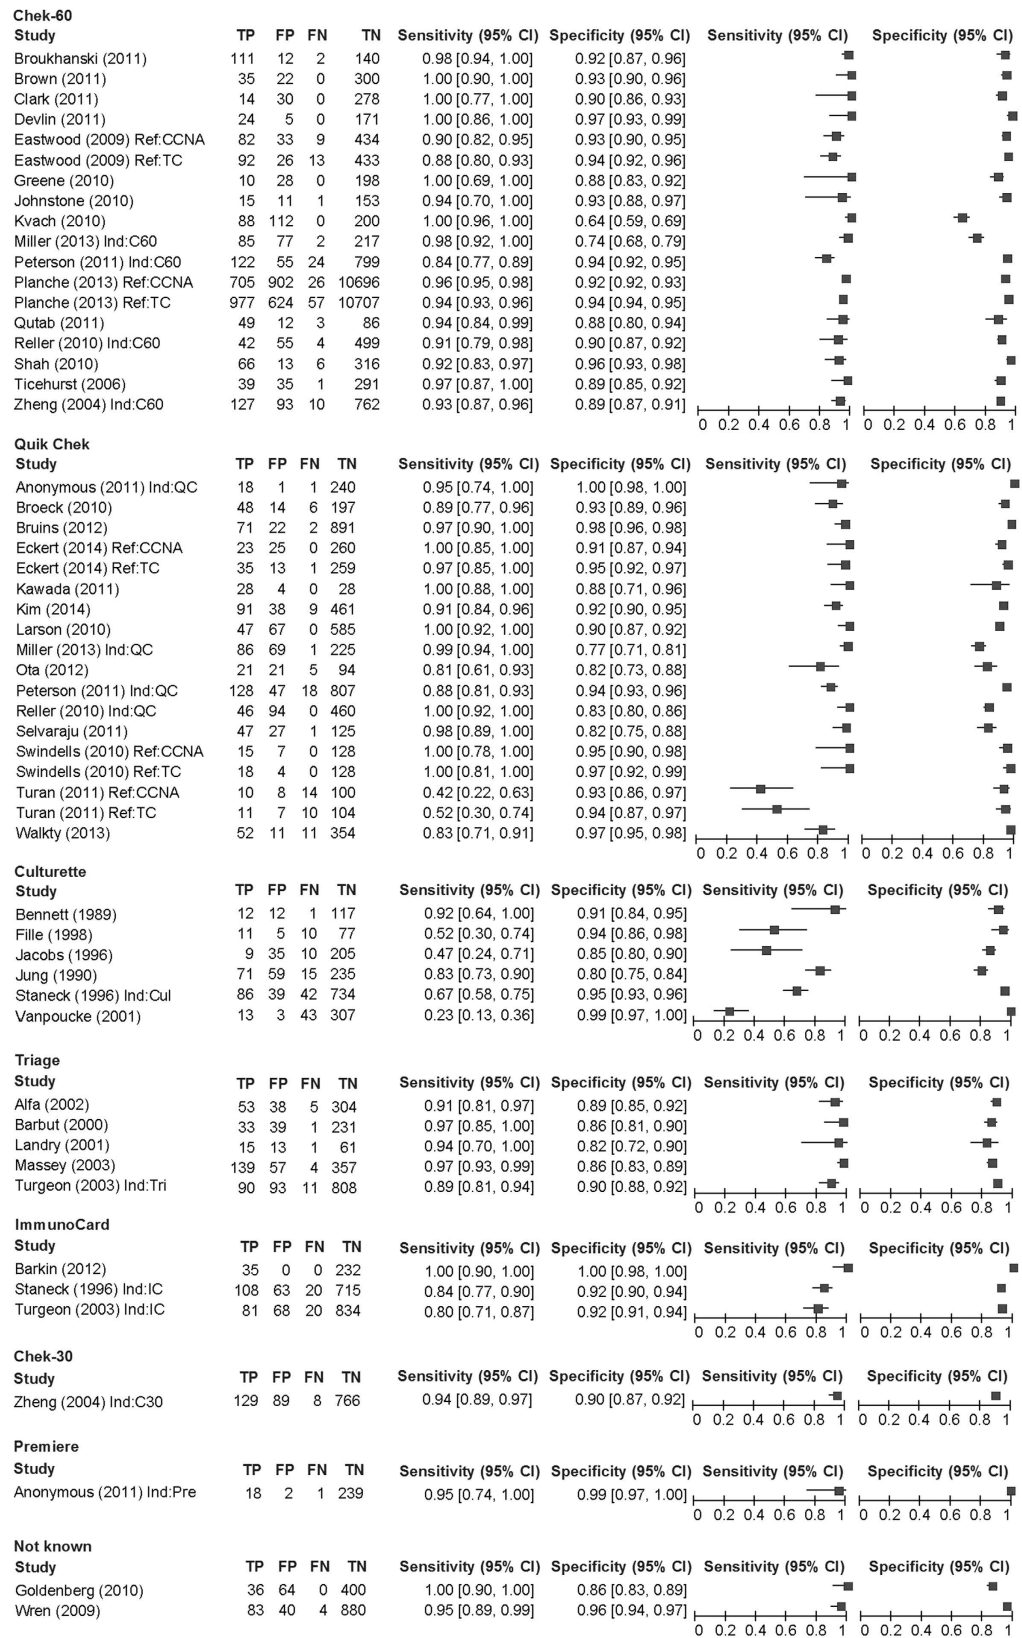 Chek-60
Study TP FP FN TN Sensitivity (95% CI) Specificity (95% CI) Sensitivity (95% CI) Specificity (95% CI)
Broukhanski (2011) 111 12 2 140 0.98 [0.94, 1.00] 0.92 [0.87, 0.96]
Brown (2011) 35 22 0 300 1.00 [0.90, 1.00] 0.93 [0.90, 0.96]
Clark (2011) 14 30 0 278 1.00 [0.77, 1.00] 0.90 [0.86, 0.93]
Devlin (2011) 24 5 0 171 1.00 [0.86, 1.00] 0.97 [0.93, 0.99]
Eastwood (2009) Ref:CCNA 82 33 9 434 0.90 [0.82, 0.95] 0.93 [0.90, 0.95]
Eastwood (2009) Ref:TC 92 26 13 433 0.88 [0.80, 0.93] 0.94 [0.92, 0.96]
Greene (2010) 10 28 0 198 1.00 [0.69, 1.00] 0.88 [0.83, 0.92]
Johnstone (2010) 15 11 1 153 0.94 [0.70, 1.00] 0.93 [0.88, 0.97]
Kvach (2010) 88 112 0 200 1.00 [0.96, 1.00] 0.64 [0.59, 0.69]
Miller (2013) Ind:C60 85 77 2 217 0.98 [0.92, 1.00] 0.74 [0.68, 0.79]
Peterson (2011) Ind:C60 122 55 24 799 0.84 [0.77, 0.89] 0.94 [0.92, 0.95]
Planche (2013) Ref:CCNA 705 902 26 10696 0.96 [0.95, 0.98] 0.92 [0.92, 0.93]
Planche (2013) Ref:TC 977 624 57 10707 0.94 [0.93, 0.96] 0.94 [0.94, 0.95]
Qutab (2011) 49 12 3 86 0.94 [0.84, 0.99] 0.88 [0.80, 0.94]
Reller (2010) Ind:C60 42 55 4 499 0.91 [0.79, 0.98] 0.90 [0.87, 0.92]
Shah (2010) 66 13 6 316 0.92 [0.83, 0.97] 0.96 [0.93, 0.98]
Ticehurst (2006) 39 35 1 291 0.97 [0.87, 1.00] 0.89 [0.85, 0.92]
Zheng (2004) Ind:C60 127 93 10 762 0.93 [0.87, 0.96] 0.89 [0.87, 0.91]
0 0.2 0.4 0.6 0.8 1 0 0.2 0.4 0.6 0.8 1
Quik Chek
Study TP FP FN TN Sensitivity (95% CI) Specificity (95% CI) Sensitivity (95% CI) Specificity (95% CI)
Anonymous (2011) Ind:QC 18 1 1 240 0.95 [0.74, 1.00] 1.00 [0.98, 1.00]
Broeck (2010) 48 14 6 197 0.89 [0.77, 0.96] 0.93 [0.89, 0.96]
Bruins (2012) 71 22 2 891 0.97 [0.90, 1.00] 0.98 [0.96, 0.98]
Eckert (2014) Ref:CCNA 23 25 0 260 1.00 [0.85, 1.00] 0.91 [0.87, 0.94]
Eckert (2014) Ref:TC 35 13 1 259 0.97 [0.85, 1.00] 0.95 [0.92, 0.97]
Kawada (2011) 28 4 0 28 1.00 [0.88, 1.00] 0.88 [0.71, 0.96]
Kim (2014) 91 38 9 461 0.91 [0.84, 0.96] 0.92 [0.90, 0.95]
Larson (2010) 47 67 0 585 1.00 [0.92, 1.00] 0.90 [0.87, 0.92]
Miller (2013) Ind:QC 86 69 1 225 0.99 [0.94, 1.00] 0.77 [0.71, 0.81]
Ota (2012) 21 21 5 94 0.81 [0.61, 0.93] 0.82 [0.73, 0.88]
Peterson (2011) Ind:QC 128 47 18 807 0.88 [0.81, 0.93] 0.94 [0.93, 0.96]
Reller (2010) Ind:QC 46 94 0 460 1.00 [0.92, 1.00] 0.83 [0.80, 0.86]
Selvaraju (2011) 47 27 1 125 0.98 [0.89, 1.00] 0.82 [0.75, 0.88]
Swindells (2010) Ref:CCNA 15 7 0 128 1.00 [0.78, 1.00] 0.95 [0.90, 0.98]
Swindells (2010) Ref:TC 18 4 0 128 1.00 [0.81, 1.00] 0.97 [0.92, 0.99]
Turan (2011) Ref:CCNA 10 8 14 100 0.42 [0.22, 0.63] 0.93 [0.86, 0.97]
Turan (2011) Ref:TC 11 7 10 104 0.52 [0.30, 0.74] 0.94 [0.87, 0.97]
Walkty (2013) 52 11 11 354 0.83 [0.71, 0.91] 0.97 [0.95, 0.98]
0 0.2 0.4 0.6 0.8 1 0 0.2 0.4 0.6 0.8 1
Culturette
Study TP FP FN TN Sensitivity (95% CI) Specificity (95% CI) Sensitivity (95% CI) Specificity (95% CI)
Bennett (1989) 12 12 1 117 0.92 [0.64, 1.00] 0.91 [0.84, 0.95]
Fille (1998) 11 5 10 77 0.52 [0.30, 0.74] 0.94 [0.86, 0.98]
Jacobs (1996) 9 35 10 205 0.47 [0.24, 0.71] 0.85 [0.80, 0.90]
Jung (1990) 71 59 15 235 0.83 [0.73, 0.90] 0.80 [0.75, 0.84]
Staneck (1996) Ind:Cul 86 39 42 734 0.67 [0.58, 0.75] 0.95 [0.93, 0.96]
Vanpoucke (2001) 13 3 43 307 0.23 [0.13, 0.36] 0.99 [0.97, 1.00]
0 0.2 0.4 0.6 0.8 1 0 0.2 0.4 0.6 0.8 1
Triage
Study TP FP FN TN Sensitivity (95% CI) Specificity (95% CI) Sensitivity (95% CI) Specificity (95% CI)
Alfa (2002) 53 38 5 304 0.91 [0.81, 0.97] 0.89 [0.85, 0.92]
Barbut (2000) 33 39 1 231 0.97 [0.85, 1.00] 0.86 [0.81, 0.90]
Landry (2001) 15 13 1 61 0.94 [0.70, 1.00] 0.82 [0.72, 0.90]
Massey (2003) 139 57 4 357 0.97 [0.93, 0.99] 0.86 [0.83, 0.89]
Turgeon (2003) Ind:Tri 90 93 11 808 0.89 [0.81, 0.94] 0.90 [0.88, 0.92]
0 0.2 0.4 0.6 0.8 1 0 0.2 0.4 0.6 0.8 1
ImmunoCard
Study TP FP FN TN Sensitivity (95% CI) Specificity (95% CI) Sensitivity (95% CI) Specificity (95% CI)
Barkin (2012) 35 0 0 232 1.00 [0.90, 1.00] 1.00 [0.98, 1.00]
Staneck (1996) Ind:IC 108 63 20 715 0.84 [0.77, 0.90] 0.92 [0.90, 0.94]
Turgeon (2003) Ind:IC 81 68 20 834 0.80 [0.71, 0.87] 0.92 [0.91, 0.94]
0 0.2 0.4 0.6 0.8 1 0 0.2 0.4 0.6 0.8 1
Chek-30
Study TP FP FN TN Sensitivity (95% CI) Specificity (95% CI) Sensitivity (95% CI) Specificity (95% CI)
Zheng (2004) Ind:C30 129 89 8 766 0.94 [0.89, 0.97] 0.90 [0.87, 0.92]
0 0.2 0.4 0.6 0.8 1 0 0.2 0.4 0.6 0.8 1
Premiere
Study TP FP FN TN Sensitivity (95% CI) Specificity (95% CI) Sensitivity (95% CI) Specificity (95% CI)
Anonymous (2011) Ind:Pre 18 2 1 239 0.95 [0.74, 1.00] 0.99 [0.97, 1.00]
0 0.2 0.4 0.6 0.8 1 0 0.2 0.4 0.6 0.8 1
Not known
Study TP FP FN TN Sensitivity (95% CI) Specificity (95% CI) Sensitivity (95% CI) Specificity (95% CI)
Goldenberg (2010) 36 64 0 400 1.00 [0.90, 1.00] 0.86 [0.83, 0.89]
Wren (2009) 83 40 4 880 0.95 [0.89, 0.99] 0.96 [0.94, 0.97]
0 0.2 0.4 0.6 0.8 1 0 0.2 0.4 0.6 0.8 1